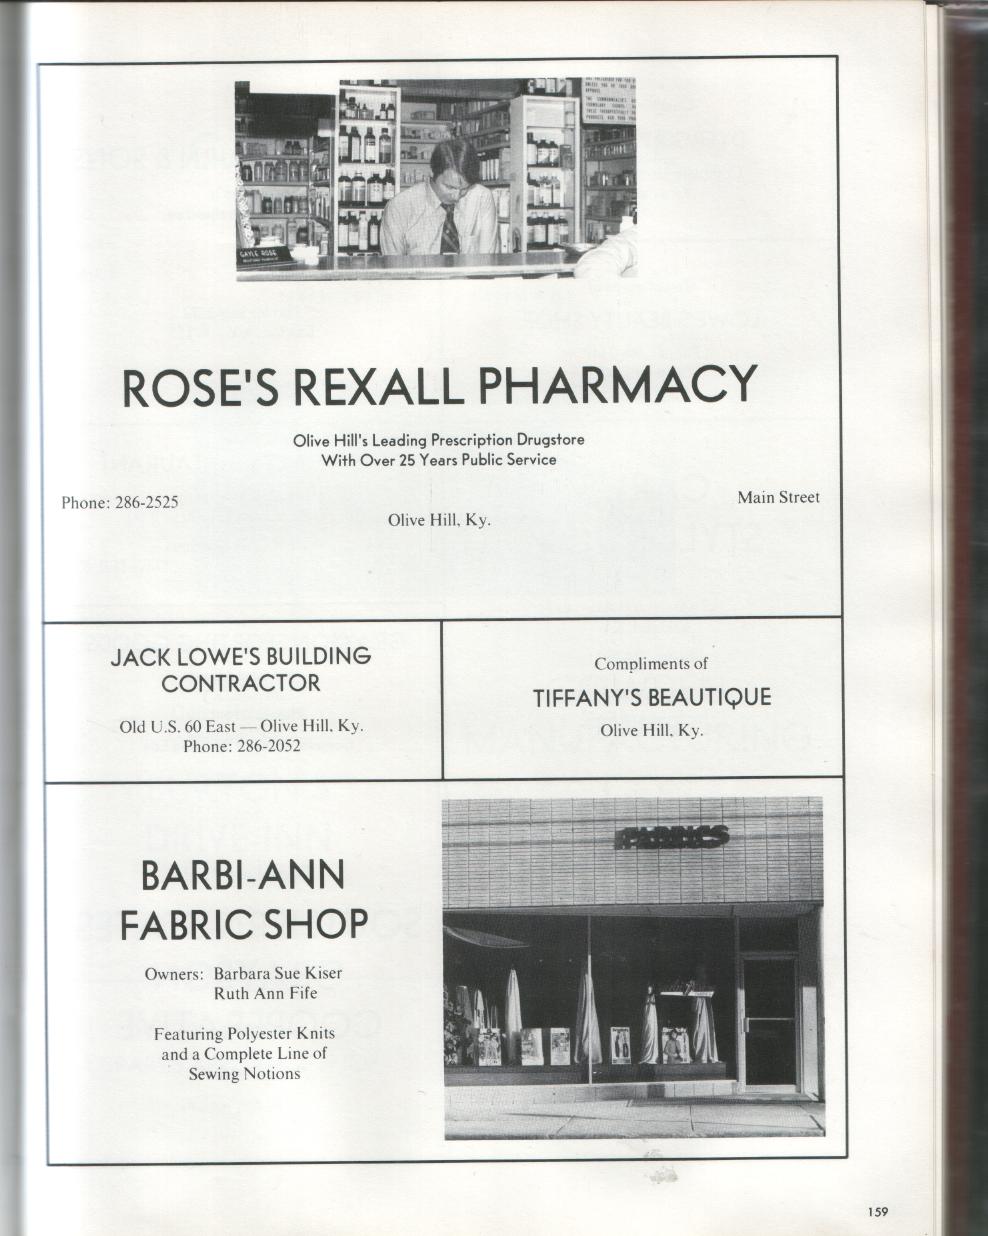 GAYLE ROSE
ROSE'S REXALL PHARMACY
Olive Hill's Leading Prescription Drugstore
With Over 25 Years Public Service
Phone: 286-2525
Main Street
Olive Hill, Ky.
JACK LOWE'S BUILDING
CONTRACTOR
Old U.S. 60 East — Olive Hill, Ky.
Phone: 286-2052
Compliments of
TIFFANY'S BEAUTIQUE
Olive Hill, Ky.
FABRICS
BARBI-ANN
FABRIC SHOP
Owners: Barbara Sue Kiser
Ruth Ann Fife
Featuring Polyester Knits
and a Complete Line of
Sewing Notions
159